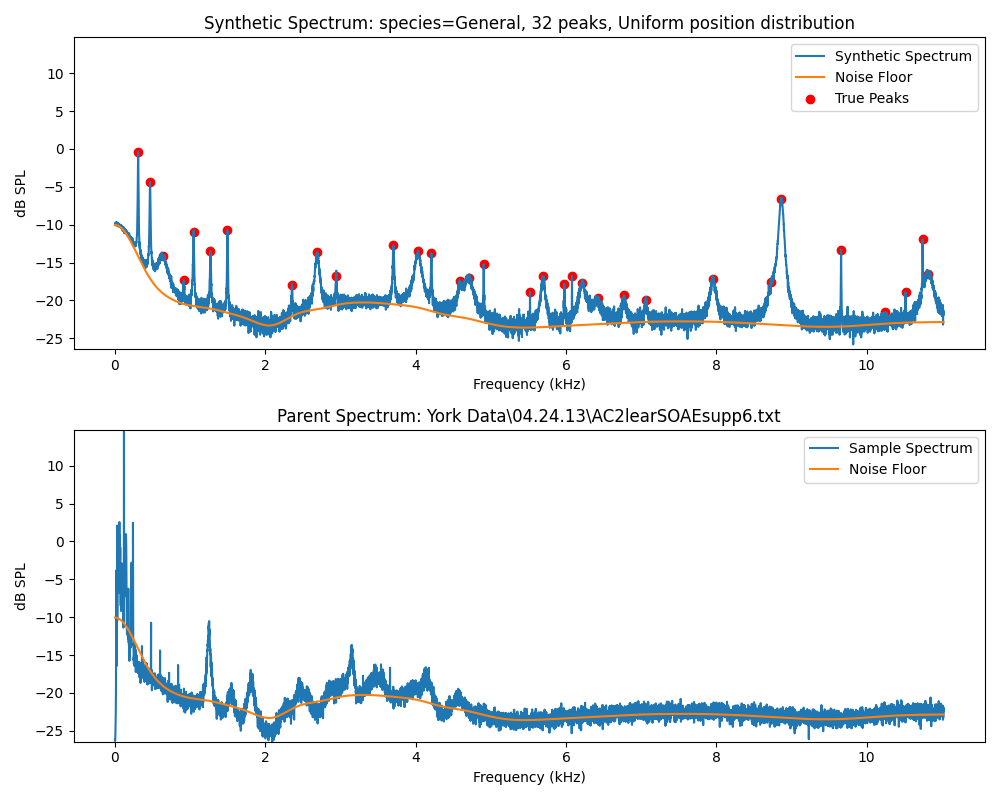 Synthetic Spectrum: species=General, 32 peaks, Uniform position distribution
dB SPL
10
5
0
−5
−10
−15
−20
−25
Synthetic Spectrum
Noise Floor
True Peaks
0 2 4 6 8 10
Frequency (kHz)
Parent Spectrum: York Data\04.24.13\AC2learSOAEsupp6.txt
dB SPL
10
5
0
−5
−10
−15
−20
−25
Sample Spectrum
Noise Floor
0 2 4 6 8 10
Frequency (kHz)